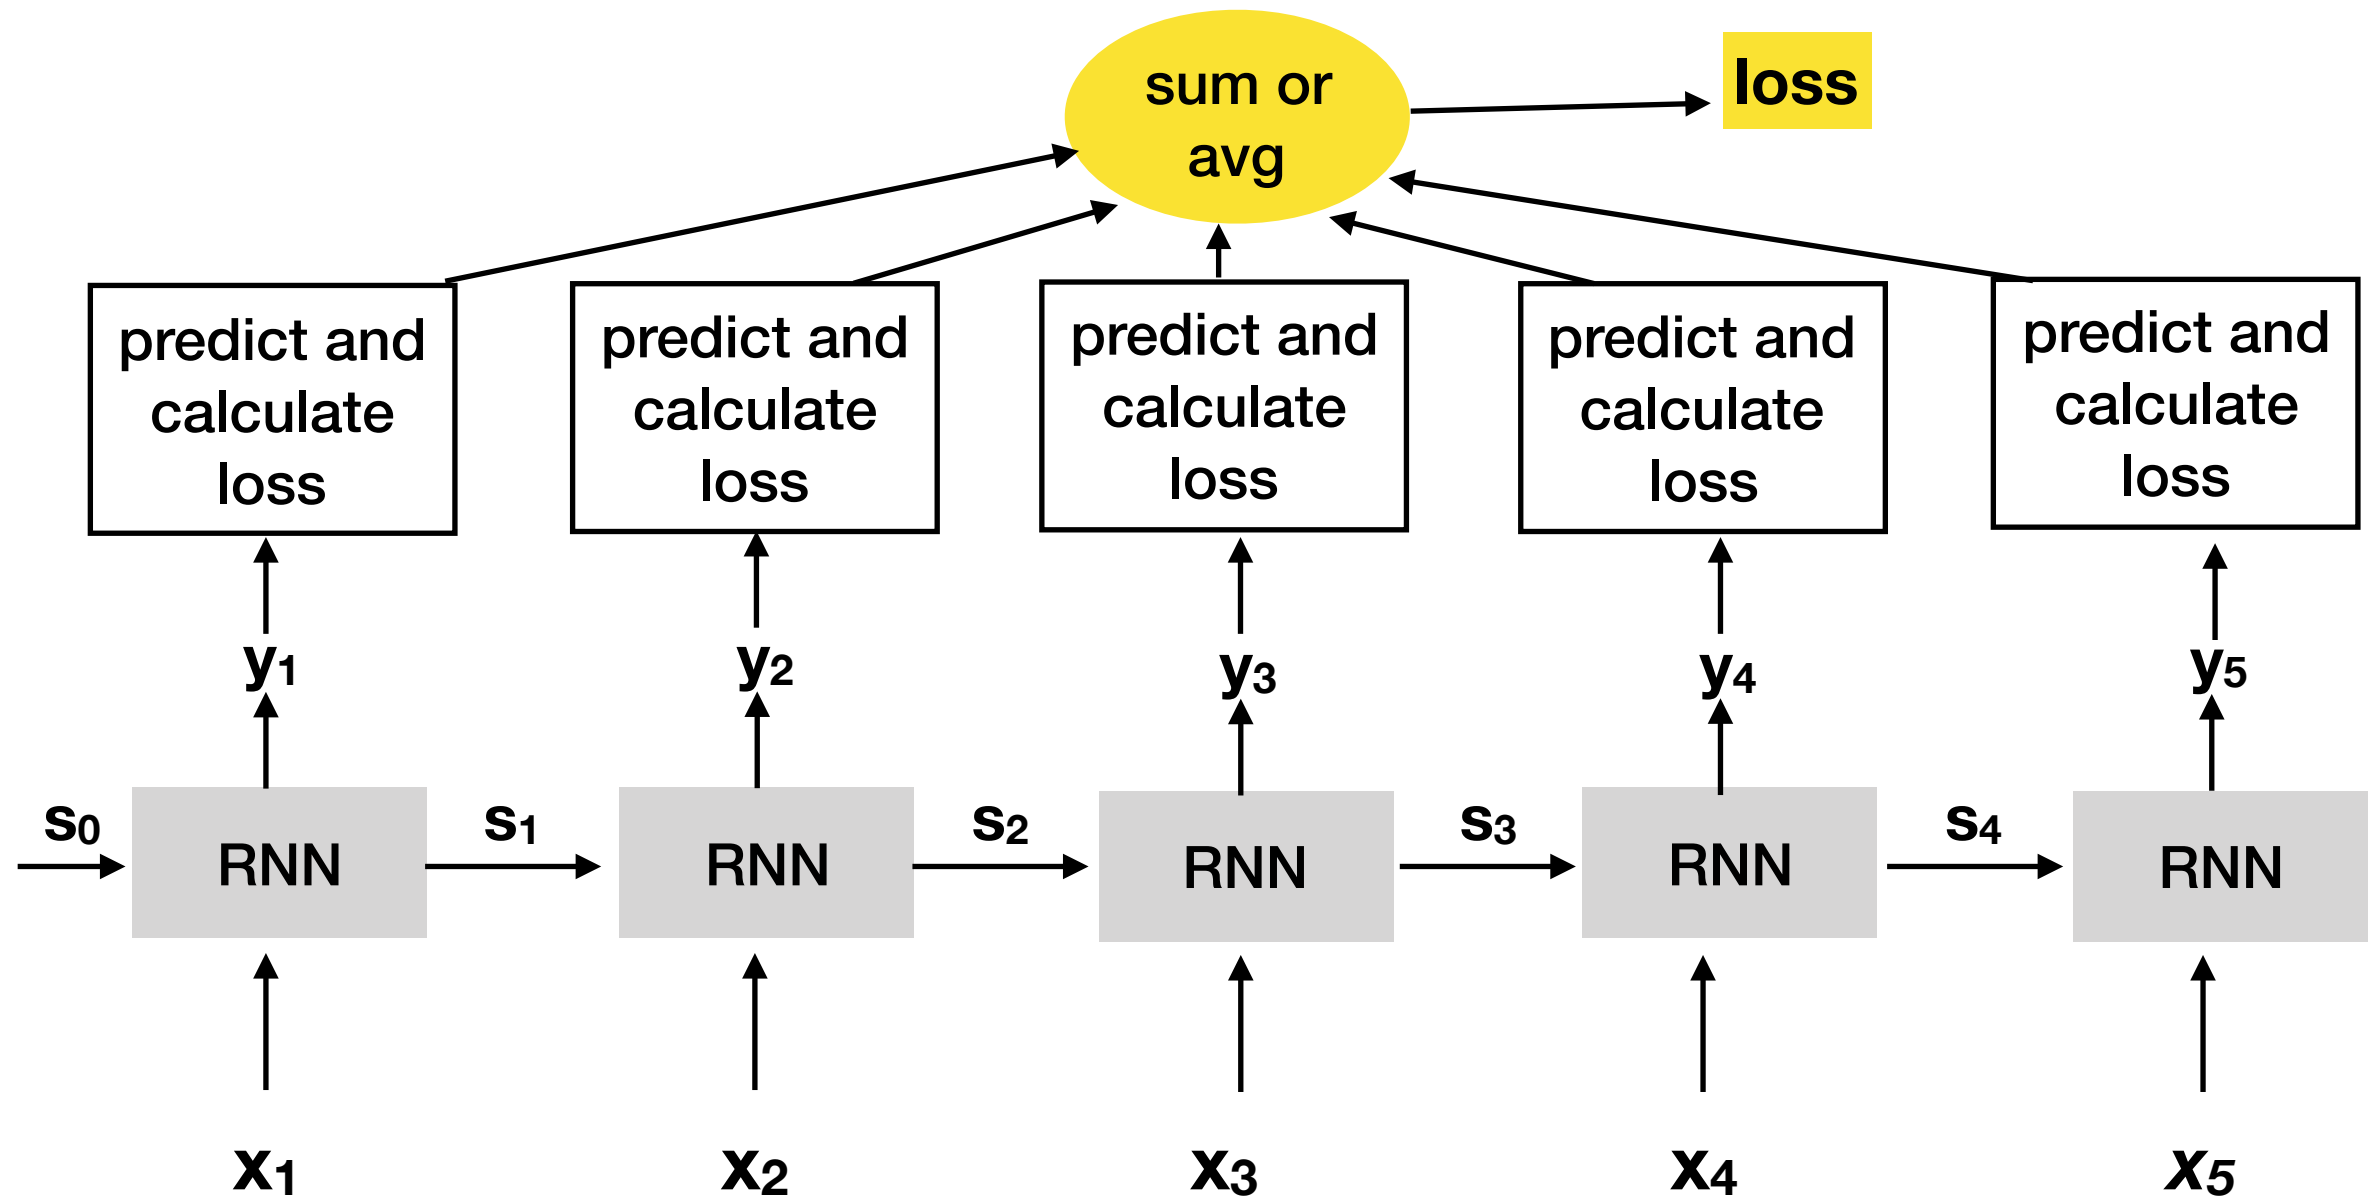 sum or
avg
loss
predict and
calculate
loss
predict and
calculate
loss
predict and
calculate
loss
predict and
calculate
loss
predict and
calculate
loss
y1
y2
y3
y4
y5
s0
RNN
s1
RNN
s2
RNN
s3
RNN
s4
RNN
x1
x2
x3
x4
x5